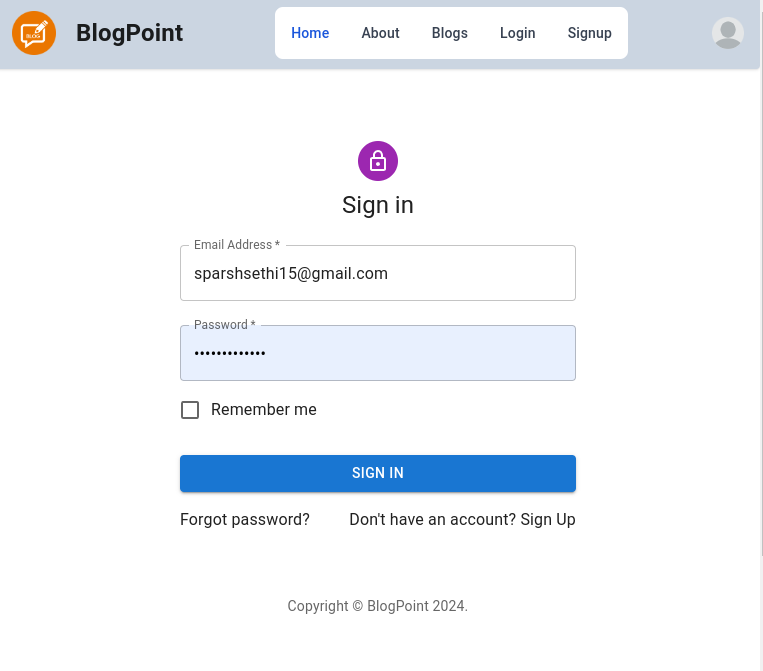 BLOG
BlogPoint
Home About Blogs Login Signup
Sign in
Email Address *
sparshsethi15@gmail.com
Password *
•••••••••••••
Remember me
SIGN IN
Forgot password? Don't have an account? Sign Up
Copyright © BlogPoint 2024.